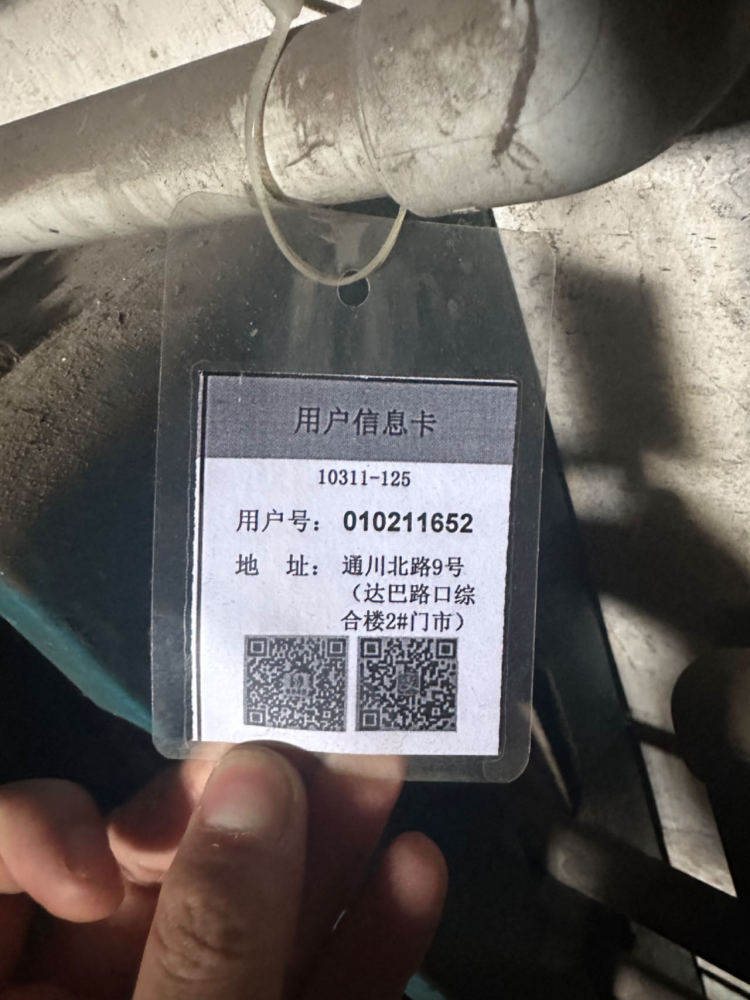 用户信息卡
10311-125
用户号：010211652
地　址：通川北路9号
（达巴路口综
合楼2#门市）